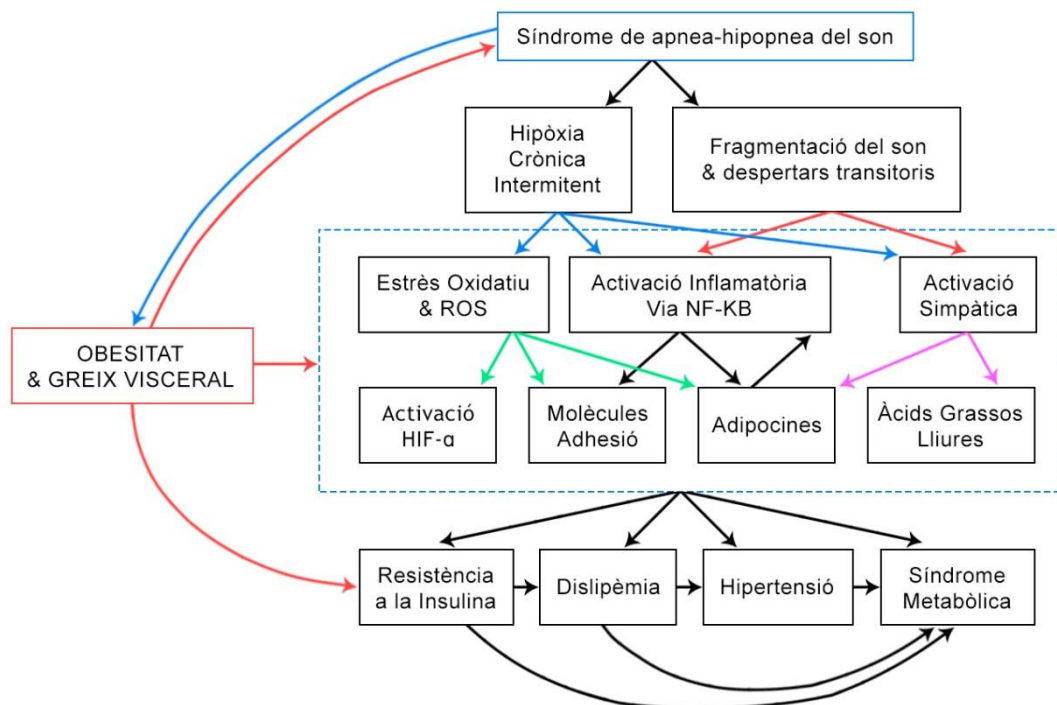 Síndrome de apnea-hipopnea del son
Hipòxia
Crònica
Intermitent
Fragmentació del son
& despertars transitoris
Estrès Oxidatiu
& ROS
Activació Inflamatòria
Via NF-KB
Activació
Simpàtica
OBESITAT
& GREIX VISCERAL
Activació
HIF-α
Molècules
Adhesió
Adipocines
Àcids Grassos
Lliures
Resistència
a la Insulina
Dislipèmia
Hipertensió
Síndrome
Metabòlica